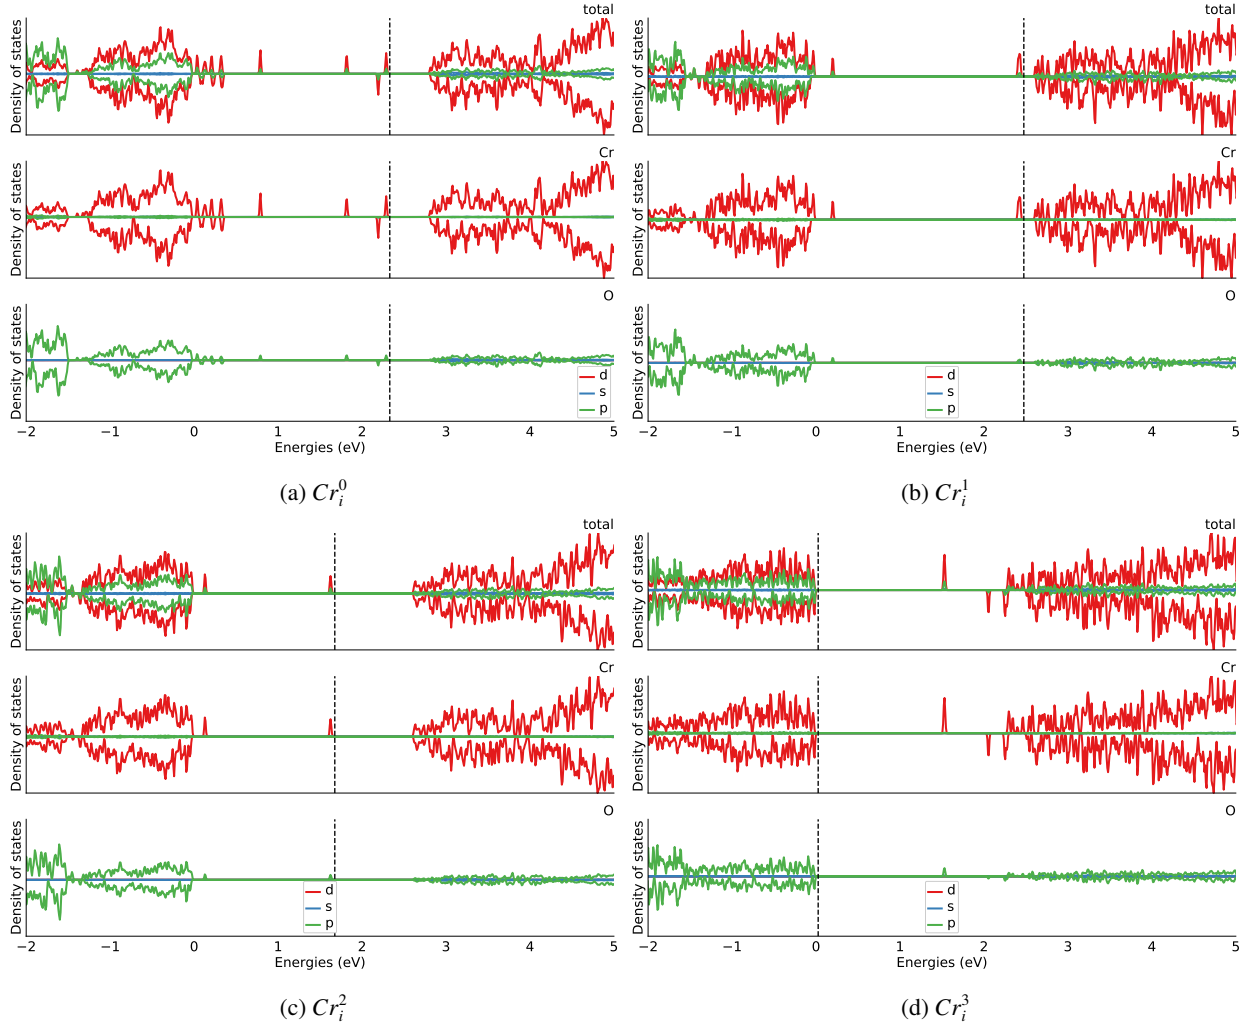 total
Density of states
Cr
Density of states
O
Density of states
d
s
p
−2 −1 0 1 2 3 4 5
Energies (eV)
(a) Cr_i^0
total
Density of states
Cr
Density of states
O
Density of states
d
s
p
−2 −1 0 1 2 3 4 5
Energies (eV)
(b) Cr_i^1
total
Density of states
Cr
Density of states
O
Density of states
d
s
p
−2 −1 0 1 2 3 4 5
Energies (eV)
(c) Cr_i^2
total
Density of states
Cr
Density of states
O
Density of states
d
s
p
−2 −1 0 1 2 3 4 5
Energies (eV)
(d) Cr_i^3